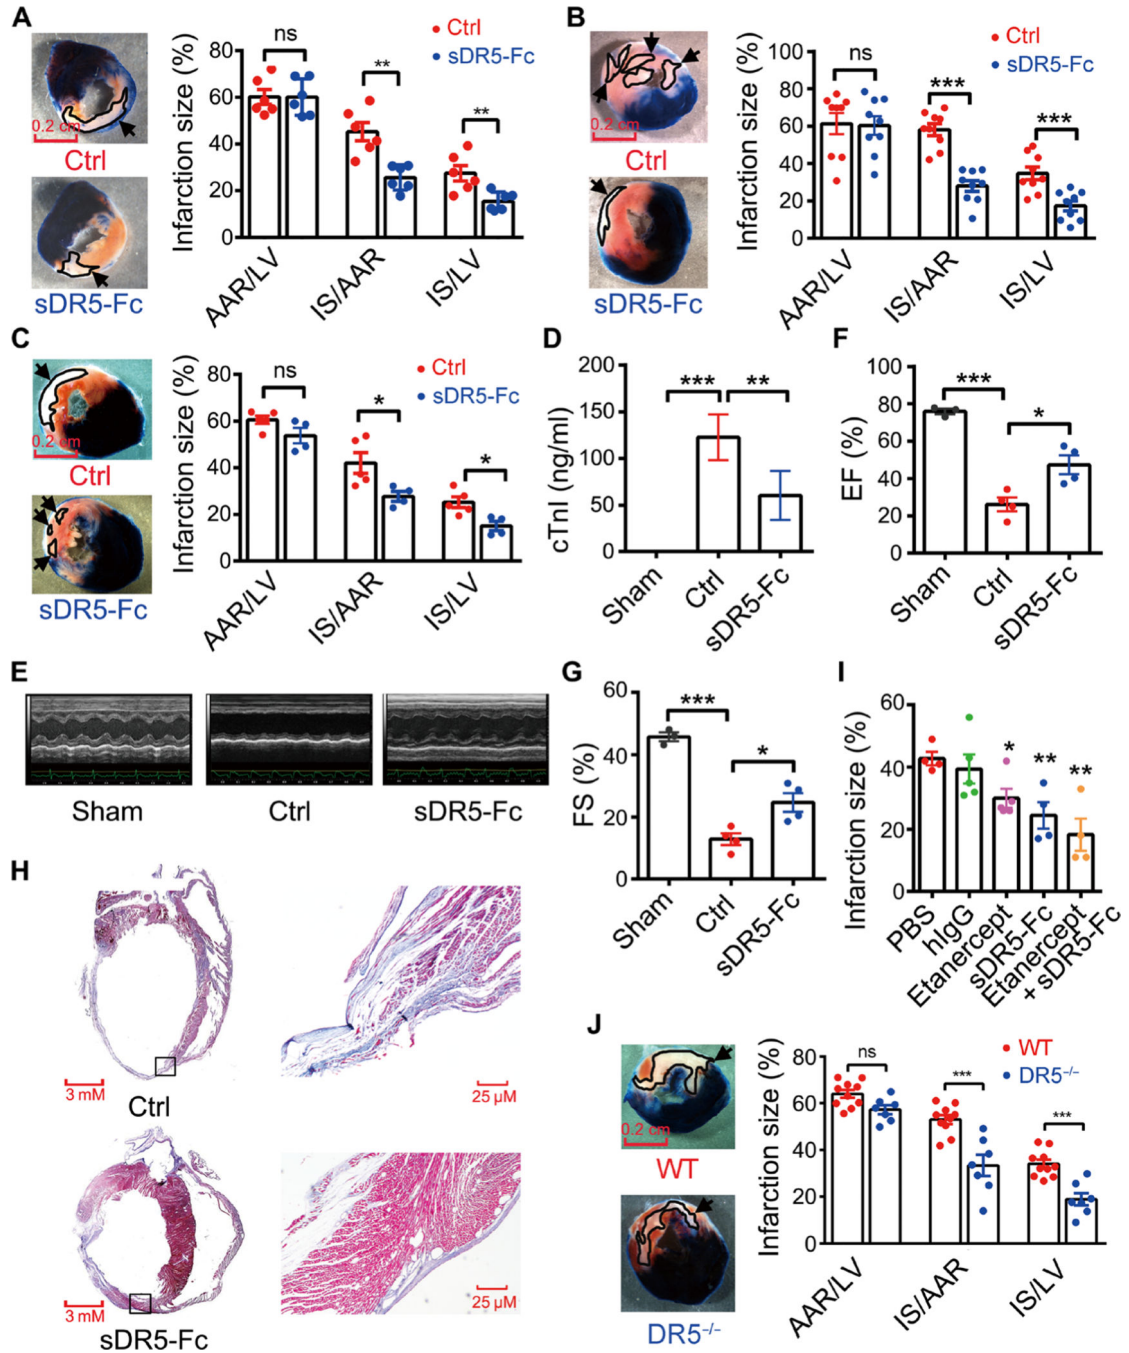 A
Infarction size (%)
80
60
40
20
0
ns
**
**
Ctrl
sDR5-Fc
0.2 cm
Ctrl
sDR5-Fc
AAR/LV
IS/AAR
IS/LV
B
Infarction size (%)
100
80
60
40
20
0
ns
***
***
Ctrl
sDR5-Fc
0.2 cm
Ctrl
sDR5-Fc
AAR/LV
IS/AAR
IS/LV
C
Infarction size (%)
80
60
40
20
0
ns
*
*
Ctrl
sDR5-Fc
0.2 cm
Ctrl
sDR5-Fc
AAR/LV
IS/AAR
IS/LV
D
cTnI (ng/ml)
200
150
100
50
0
***
**
Sham
Ctrl
sDR5-Fc
F
EF (%)
100
80
60
40
20
0
***
*
Sham
Ctrl
sDR5-Fc
E
Sham
Ctrl
sDR5-Fc
G
FS (%)
60
40
20
0
***
*
Sham
Ctrl
sDR5-Fc
I
Infarction size (%)
60
40
20
0
*
**
**
PBS
hIgG
Etanercept
sDR5-Fc
Etanercept
+ sDR5-Fc
H
3 mM
Ctrl
25 μM
3 mM
sDR5-Fc
25 μM
J
0.2 cm
WT
DR5⁻/⁻
Infarction size (%)
80
60
40
20
0
ns
***
***
WT
DR5⁻/⁻
AAR/LV
IS/AAR
IS/LV